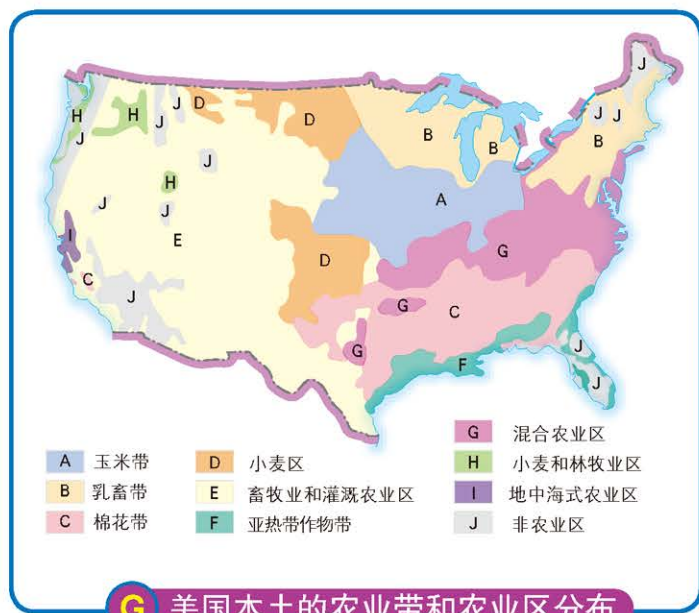 J
H
J
H
J
J
D
D
B
B
J
J
B
J
H
J
J
A
I
E
D
G
C
J
G
C
G
F
J
J
A 玉米带
B 乳畜带
C 棉花带
D 小麦区
E 畜牧业和灌溉农业区
F 亚热带作物带
G 混合农业区
H 小麦和林牧业区
I 地中海式农业区
J 非农业区
G 美国本土的农业带和农业区分布